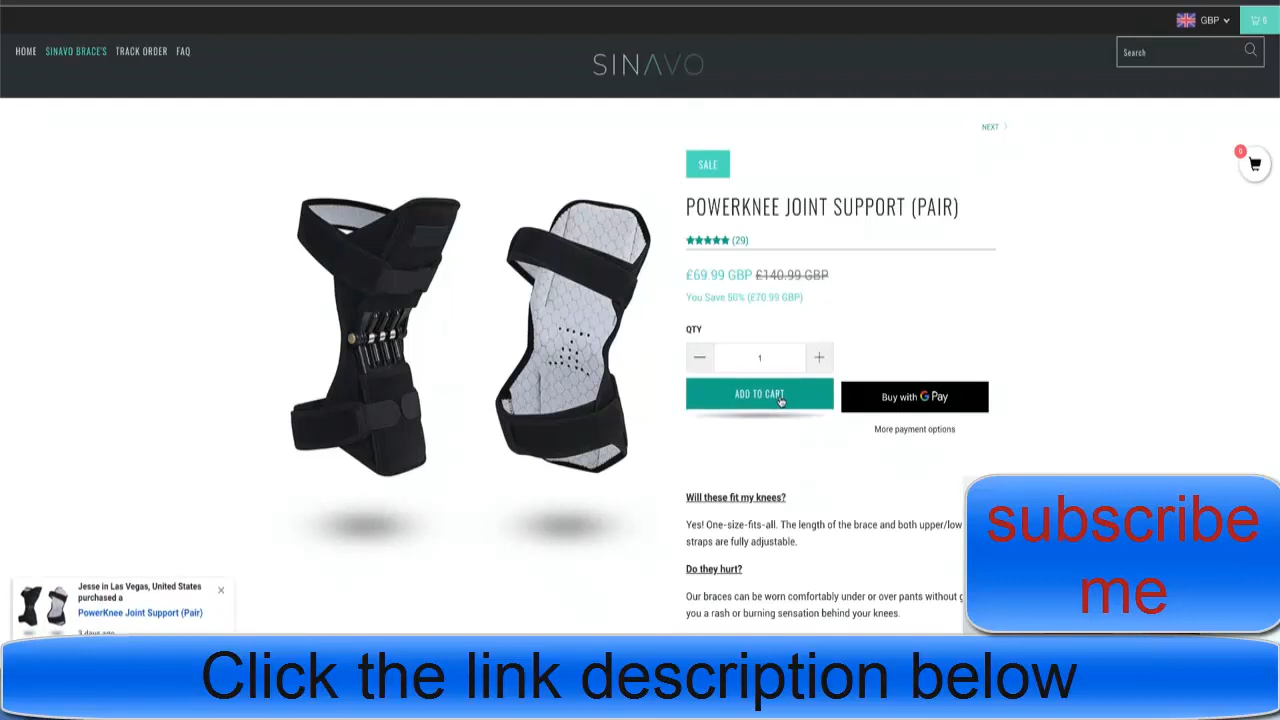 GBP
0
HOME
SINAVO BRACE'S
TRACK ORDER
FAQ
SINAVO
Search
NEXT
0
SALE
POWERKNEE JOINT SUPPORT (PAIR)
(29)
£69.99 GBP £140.99 GBP
You Save 50% (£70.99 GBP)
QTY
1
ADD TO CART
Buy with G Pay
More payment options
Will these fit my knees?
Yes! One-size-fits-all. The length of the brace and both upper/low
straps are fully adjustable.
Do they hurt?
Our braces can be worn comfortably under or over pants without g
you a rash or burning sensation behind your knees.
Jesse in Las Vegas, United States
purchased a
PowerKnee Joint Support (Pair)
3 days ago
subscribe
me
Click the link description below